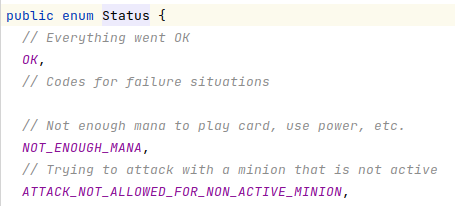 public enum Status {
// Everything went OK
OK,
// Codes for failure situations
// Not enough mana to play card, use power, etc.
NOT_ENOUGH_MANA,
// Trying to attack with a minion that is not active
ATTACK_NOT_ALLOWED_FOR_NON_ACTIVE_MINION,